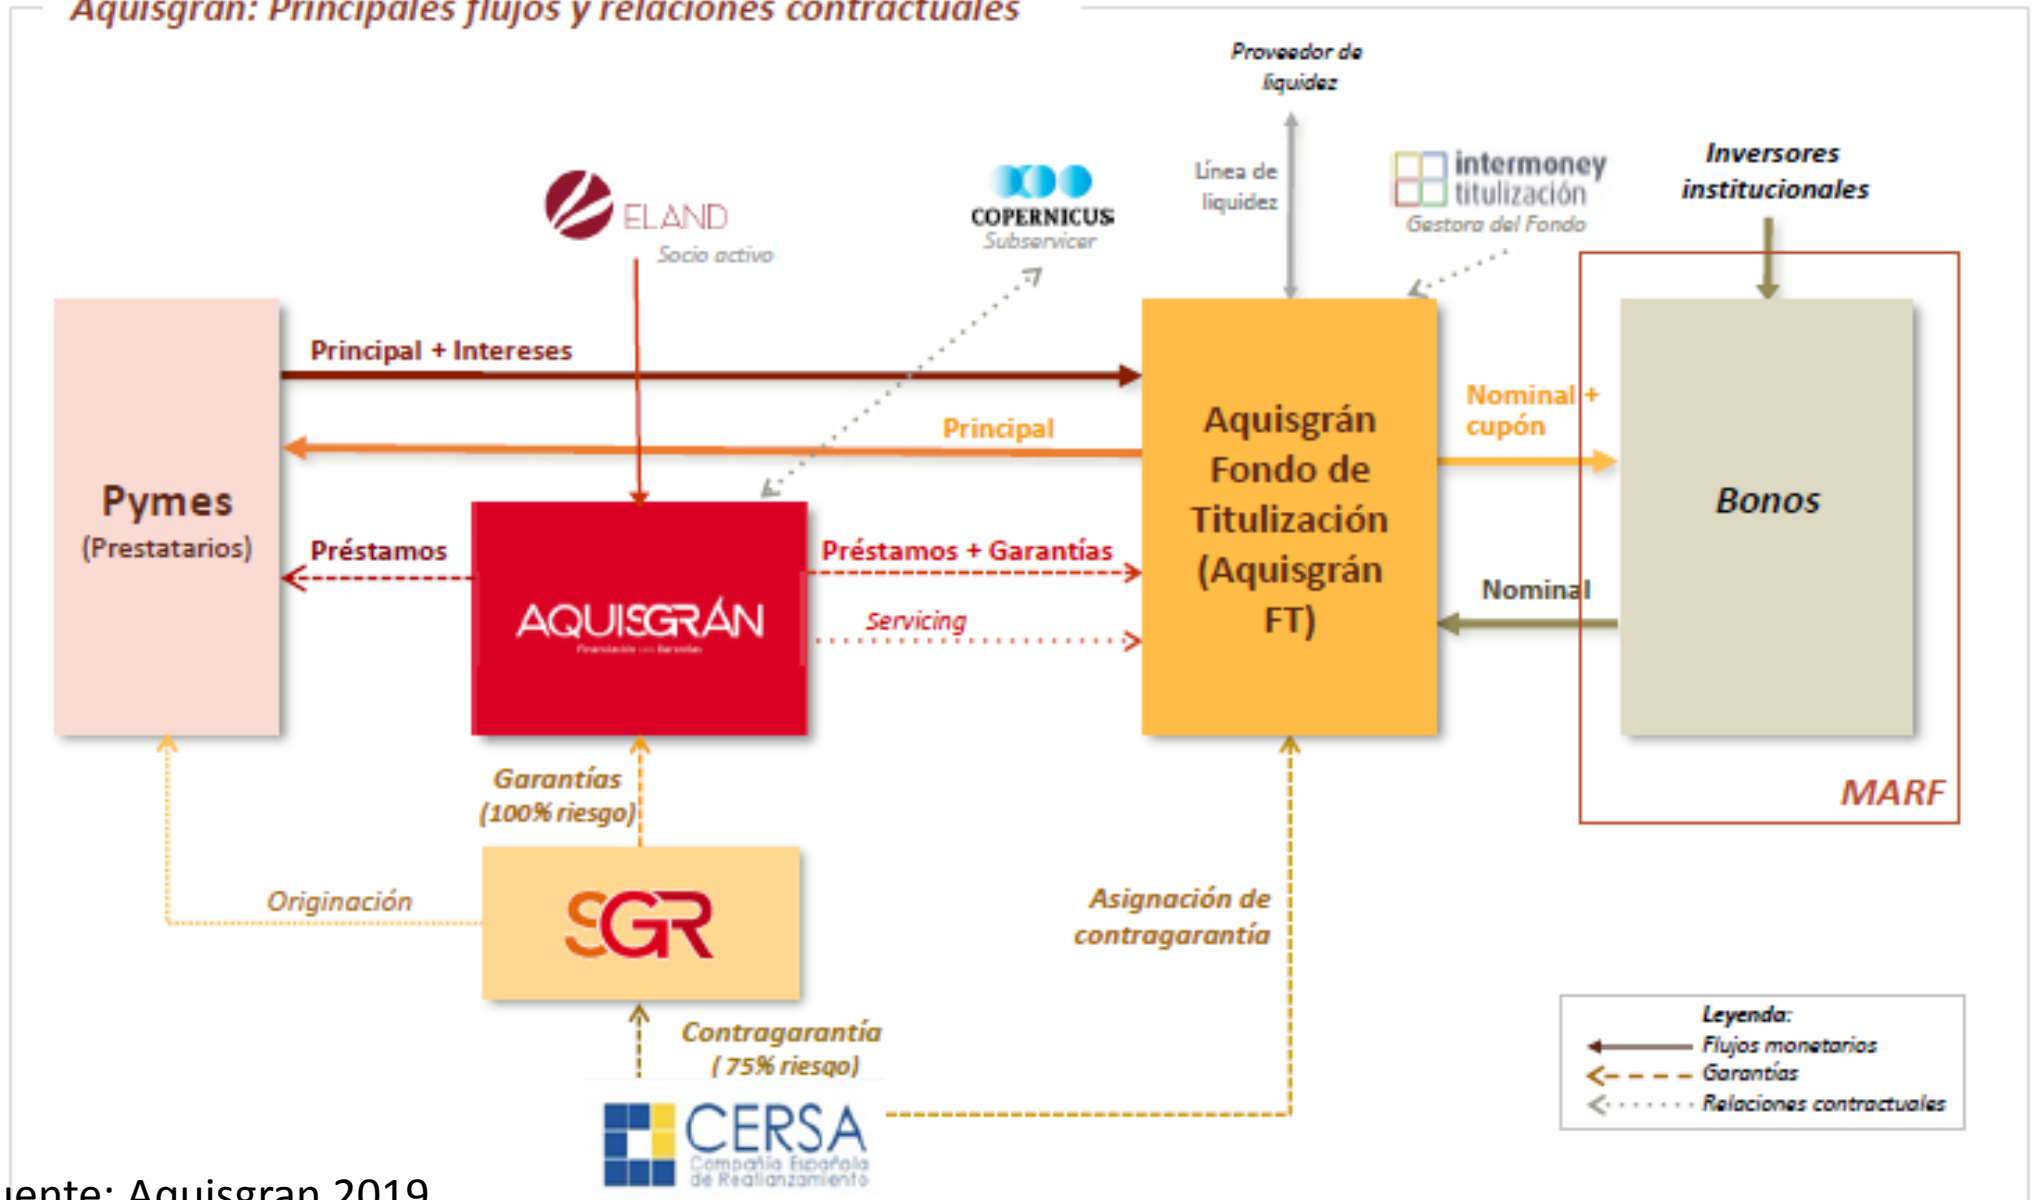 Aquisgrán: Principales flujos y relaciones contractuales
Proveedor de
liquidez
Línea de
liquidez
intermoney
titulización
Gestora del Fondo
Inversores
institucionales
ELAND
Socio activo
COPERNICUS
Subservicer
Pymes
(Prestatarios)
Principal + Intereses
Principal
Préstamos
AQUISGRÁN
Financiación con Garantías
Préstamos + Garantías
Servicing
Aquisgrán
Fondo de
Titulización
(Aquisgrán
FT)
Nominal +
cupón
Nominal
Bonos
MARF
Garantías
(100% riesgo)
Originación
SGR
Asignación de
contragarantía
Contragarantía
( 75% riesgo)
CERSA
Compañía Española
de Reafianzamiento
Leyenda:
Flujos monetarios
Garantías
Relaciones contractuales
uente: Aquisgran 2019